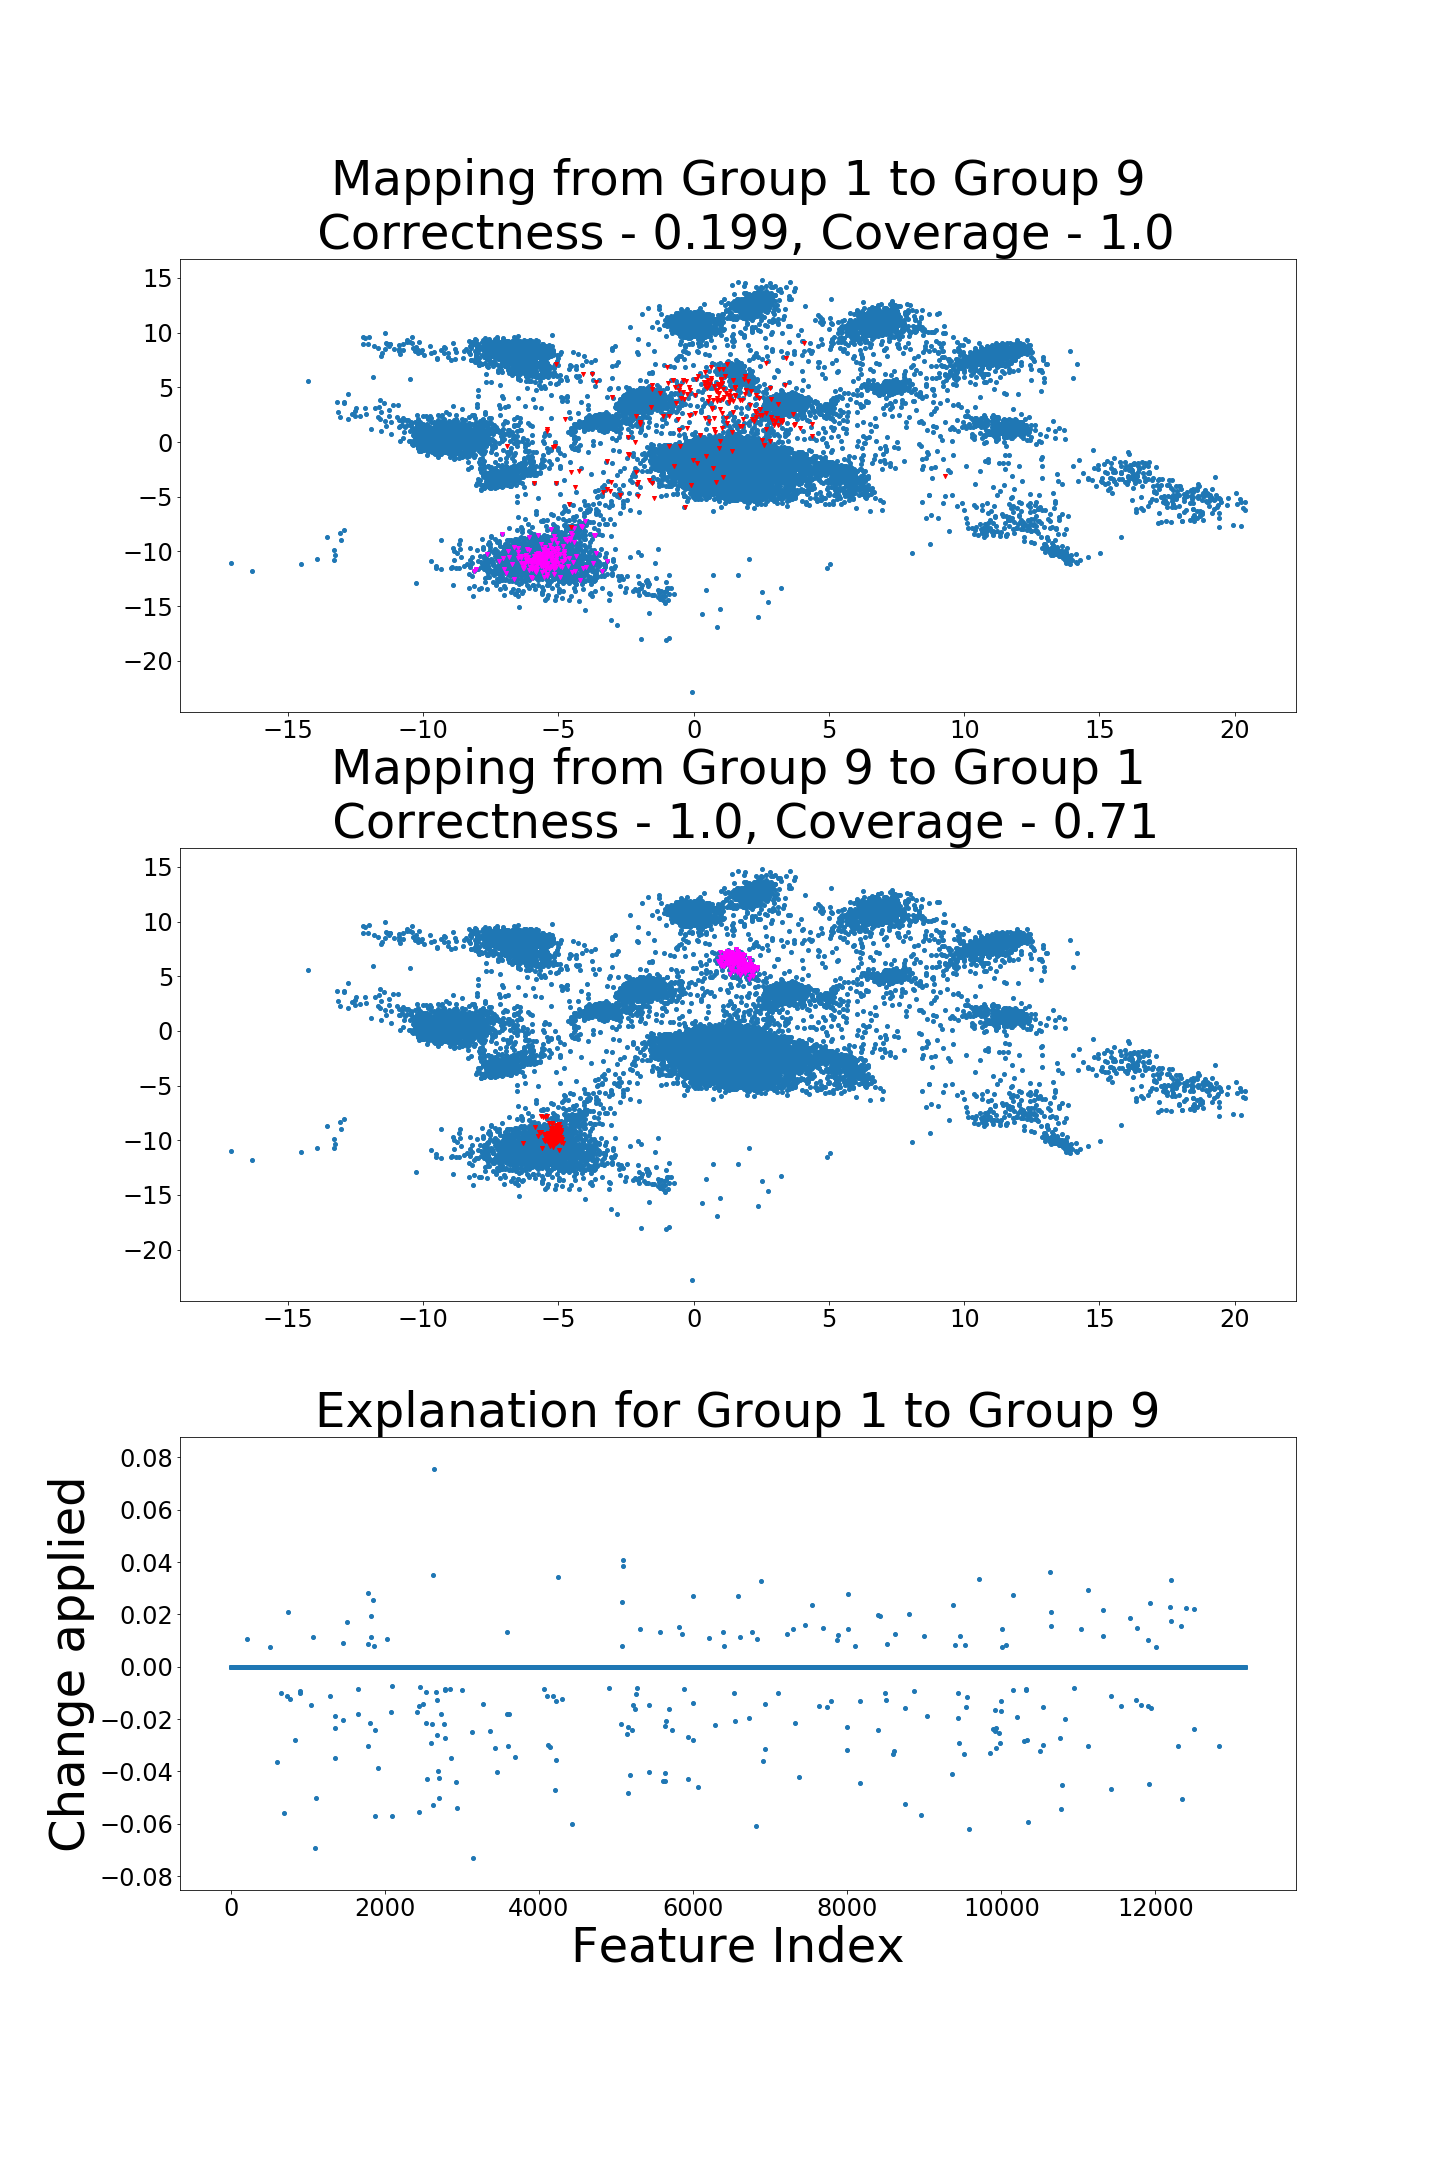 Mapping from Group 1 to Group 9
Correctness - 0.199, Coverage - 1.0
15
10
5
0
−5
−10
−15
−20
−15 −10 −5 0 5 10 15 20
Mapping from Group 9 to Group 1
Correctness - 1.0, Coverage - 0.71
15
10
5
0
−5
−10
−15
−20
−15 −10 −5 0 5 10 15 20
Explanation for Group 1 to Group 9
Change applied
0.08
0.06
0.04
0.02
0.00
−0.02
−0.04
−0.06
−0.08
0 2000 4000 6000 8000 10000 12000
Feature Index